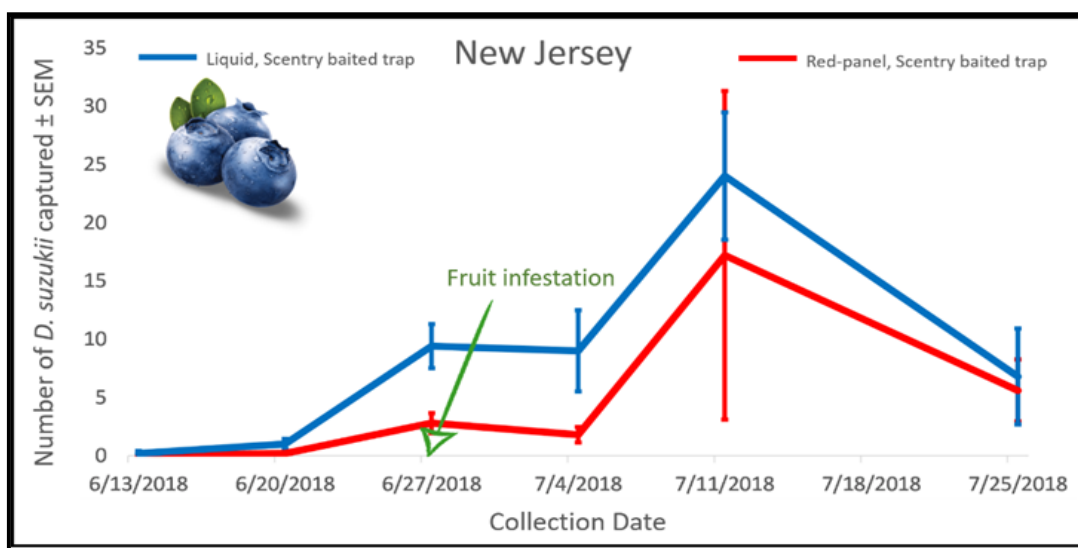 New Jersey
Liquid, Scentry baited trap
Red-panel, Scentry baited trap
Number of D. suzukii captured ± SEM
35
30
25
20
15
10
5
0
Fruit infestation
6/13/2018 6/20/2018 6/27/2018 7/4/2018 7/11/2018 7/18/2018 7/25/2018
Collection Date